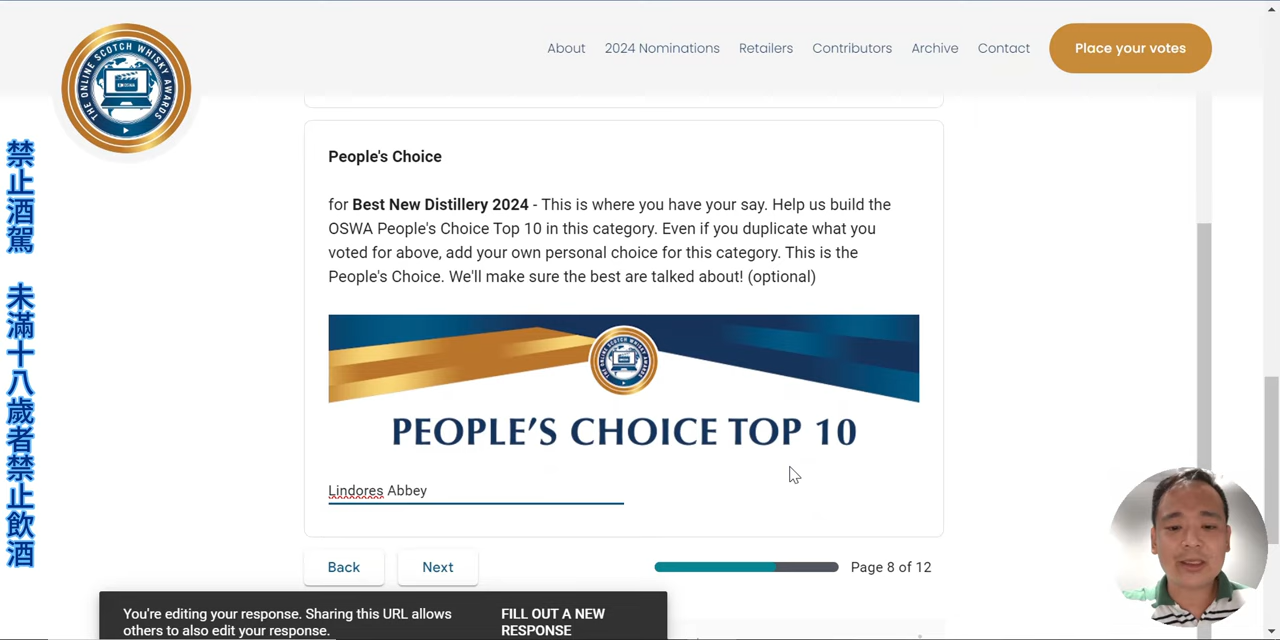 THE ONLINE SCOTCH WHISKY AWARDS
About
2024 Nominations
Retailers
Contributors
Archive
Contact
Place your votes
禁止酒駕 未滿十八歲者禁止飲酒
People's Choice
for Best New Distillery 2024 - This is where you have your say. Help us build the
OSWA People's Choice Top 10 in this category. Even if you duplicate what you
voted for above, add your own personal choice for this category. This is the
People's Choice. We'll make sure the best are talked about! (optional)
PEOPLE'S CHOICE TOP 10
Lindores Abbey
Back
Next
Page 8 of 12
You're editing your response. Sharing this URL allows
others to also edit your response.
FILL OUT A NEW
RESPONSE